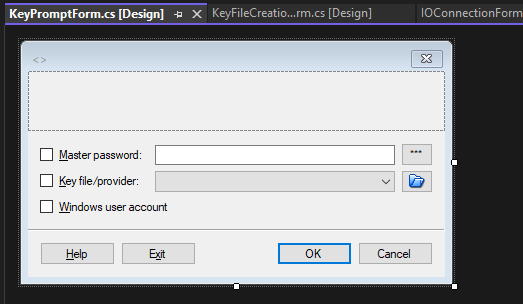 KeyPromptForm.cs [Design] KeyFileCreatio...rm.cs [Design] IOConnectionForm
<>
Master password: ***
Key file/provider:
Windows user account
Help Exit OK Cancel